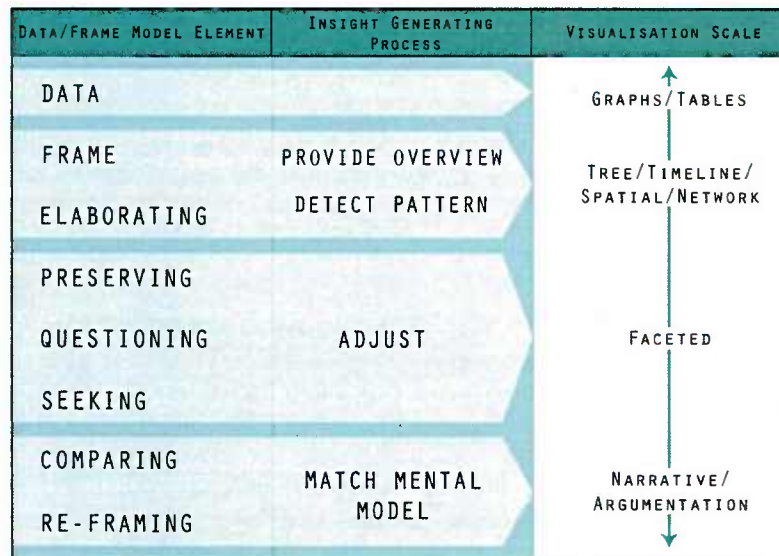 DATA/FRAME MODEL ELEMENT
INSIGHT GENERATING
PROCESS
VISUALISATION SCALE
DATA
GRAPHS/TABLES
FRAME
PROVIDE OVERVIEW
TREE/TIMELINE/
SPATIAL/NETWORK
ELABORATING
DETECT PATTERN
PRESERVING
QUESTIONING
ADJUST
FACETED
SEEKING
COMPARING
MATCH MENTAL
MODEL
NARRATIVE/
ARGUMENTATION
RE-FRAMING